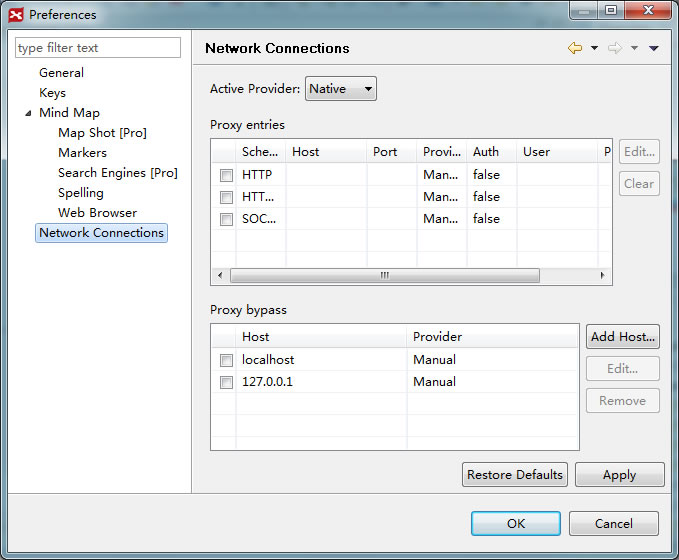 Preferences
type filter text
Network Connections
General
Keys
Mind Map
Map Shot [Pro]
Markers
Search Engines [Pro]
Spelling
Web Browser
Network Connections
Active Provider: Native
Proxy entries
Sche... Host Port Provi... Auth User P
HTTP Man... false
HTT... Man... false
SOC... Man... false
Edit...
Clear
Proxy bypass
Host Provider
localhost Manual
127.0.0.1 Manual
Add Host...
Edit...
Remove
Restore Defaults Apply
OK Cancel